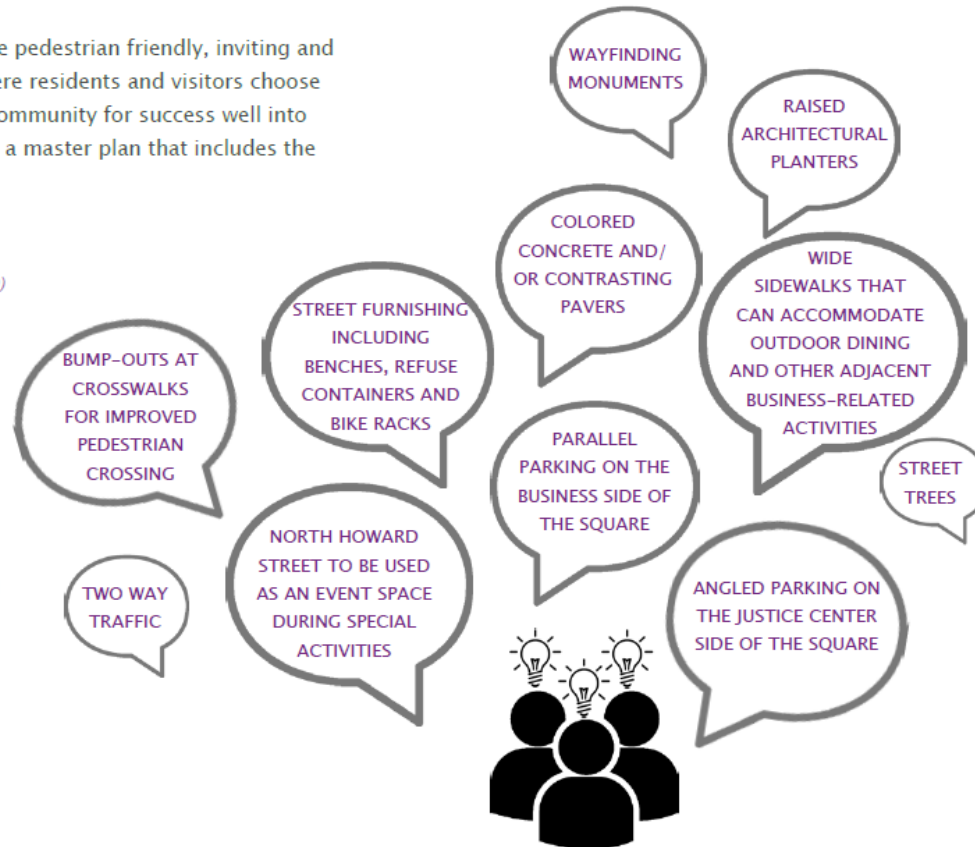 e pedestrian friendly, inviting and
ere residents and visitors choose
ommunity for success well into
a master plan that includes the
)
WAYFINDING
MONUMENTS
RAISED
ARCHITECTURAL
PLANTERS
COLORED
CONCRETE AND/
OR CONTRASTING
PAVERS
WIDE
SIDEWALKS THAT
CAN ACCOMMODATE
OUTDOOR DINING
AND OTHER ADJACENT
BUSINESS-RELATED
ACTIVITIES
STREET FURNISHING
INCLUDING
BENCHES, REFUSE
CONTAINERS AND
BIKE RACKS
BUMP-OUTS AT
CROSSWALKS
FOR IMPROVED
PEDESTRIAN
CROSSING
PARALLEL
PARKING ON THE
BUSINESS SIDE OF
THE SQUARE
STREET
TREES
NORTH HOWARD
STREET TO BE USED
AS AN EVENT SPACE
DURING SPECIAL
ACTIVITIES
TWO WAY
TRAFFIC
ANGLED PARKING ON
THE JUSTICE CENTER
SIDE OF THE SQUARE